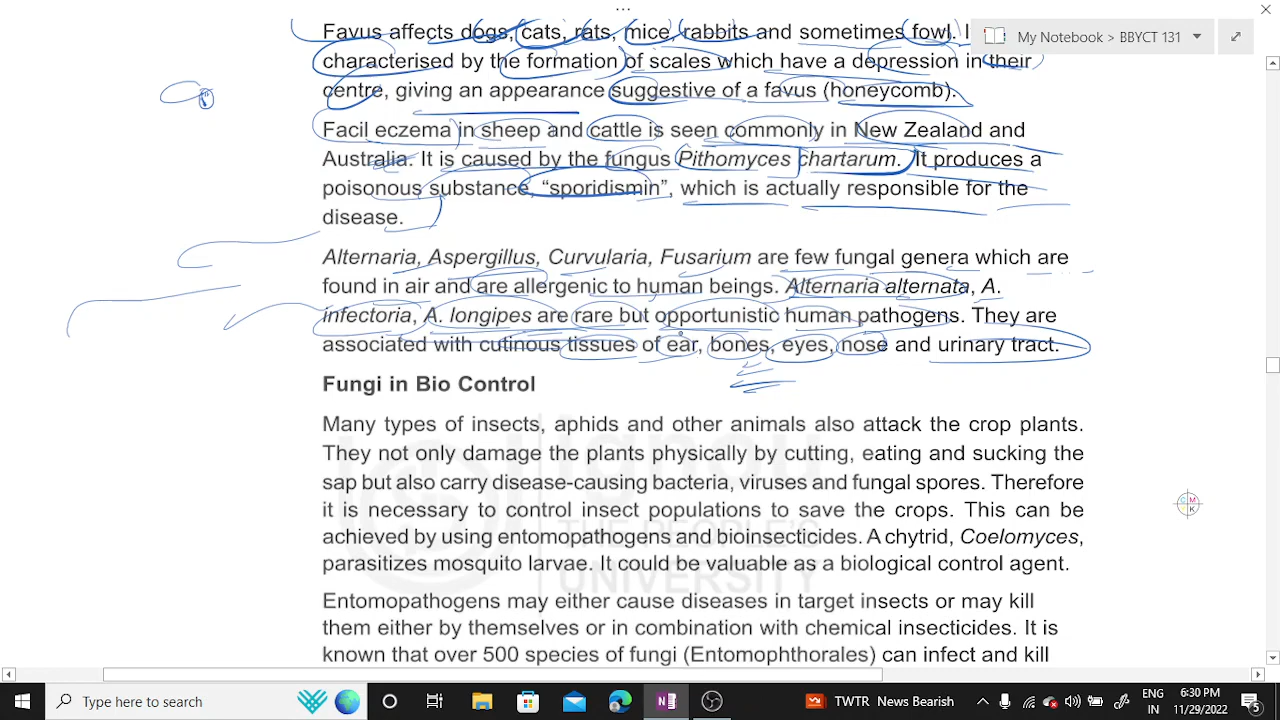 ...
Favus affects dogs, cats, rats, mice, rabbits and sometimes fowl.
My Notebook > BBYCT 131
characterised by the formation of scales which have a depression in their
centre, giving an appearance suggestive of a favus (honeycomb).
Facil eczema in sheep and cattle is seen commonly in New Zealand and
Australia. It is caused by the fungus Pithomyces chartarum. It produces a
poisonous substance, “sporidismin”, which is actually responsible for the
disease.
Alternaria, Aspergillus, Curvularia, Fusarium are few fungal genera which are
found in air and are allergenic to human beings. Alternaria alternata, A.
infectoria, A. longipes are rare but opportunistic human pathogens. They are
associated with cutinous tissues of ear, bones, eyes, nose and urinary tract.
Fungi in Bio Control
Many types of insects, aphids and other animals also attack the crop plants.
They not only damage the plants physically by cutting, eating and sucking the
sap but also carry disease-causing bacteria, viruses and fungal spores. Therefore
it is necessary to control insect populations to save the crops. This can be
achieved by using entomopathogens and bioinsecticides. A chytrid, Coelomyces,
parasitizes mosquito larvae. It could be valuable as a biological control agent.
Entomopathogens may either cause diseases in target insects or may kill
them either by themselves or in combination with chemical insecticides. It is
known that over 500 species of fungi (Entomophthorales) can infect and kill
ignou
THE PEOPLE'S
UNIVERSITY
C M
Y K
Type here to search
TWTR News Bearish
ENG
IN
6:30 PM
11/29/2022
5